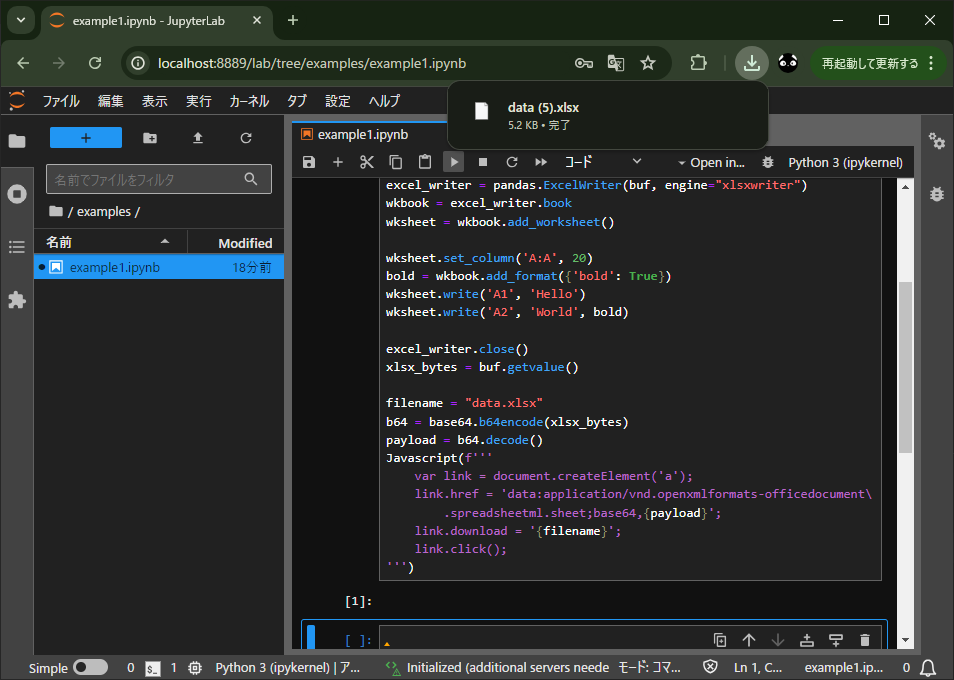 example1.ipynb - JupyterLab
localhost:8889/lab/tree/examples/example1.ipynb
再起動して更新する
ファイル 編集 表示 実行 カーネル タブ 設定 ヘルプ
data (5).xlsx
5.2 KB • 完了
example1.ipynb
コード
Open in...
Python 3 (ipykernel)
名前でファイルをフィルタ
/ examples /
名前 Modified
example1.ipynb 18分前
excel_writer = pandas.ExcelWriter(buf, engine="xlsxwriter")
wkbook = excel_writer.book
wksheet = wkbook.add_worksheet()
wksheet.set_column('A:A', 20)
bold = wkbook.add_format({'bold': True})
wksheet.write('A1', 'Hello')
wksheet.write('A2', 'World', bold)
excel_writer.close()
xlsx_bytes = buf.getvalue()
filename = "data.xlsx"
b64 = base64.b64encode(xlsx_bytes)
payload = b64.decode()
Javascript(f'''
var link = document.createElement('a');
link.href = 'data:application/vnd.openxmlformats-officedocument\
.spreadsheetml.sheet;base64,{payload}';
link.download = '{filename}';
link.click();
''')
[1]:
[ ]:
Simple 0 1 Python 3 (ipykernel) | ア... Initialized (additional servers neede モード: コマ... Ln 1, C... example1.ip... 0